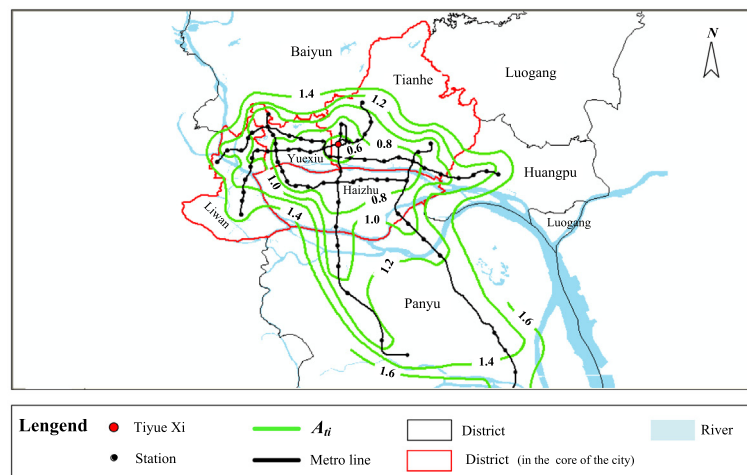 N
Baiyun
Luogang
Tianhe
1.4
1.2
0.6
0.8
Yuexiu
Huangpu
1.0
Haizhu
0.8
Liwan
1.4
1.0
Luogang
1.2
Panyu
1.6
1.4
1.6
Lengend
Tiyue Xi
Ati
District
River
Station
Metro line
District (in the core of the city)